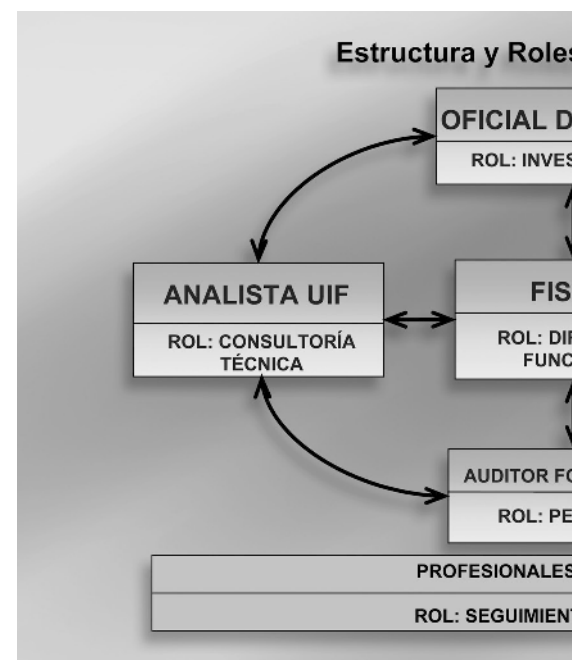 Estructura y Roles
OFICIAL D
ROL: INVES
ANALISTA UIF
ROL: CONSULTORÍA
TÉCNICA
FIS
ROL: DIF
FUNC
AUDITOR FO
ROL: PE
PROFESIONALES
ROL: SEGUIMIENT